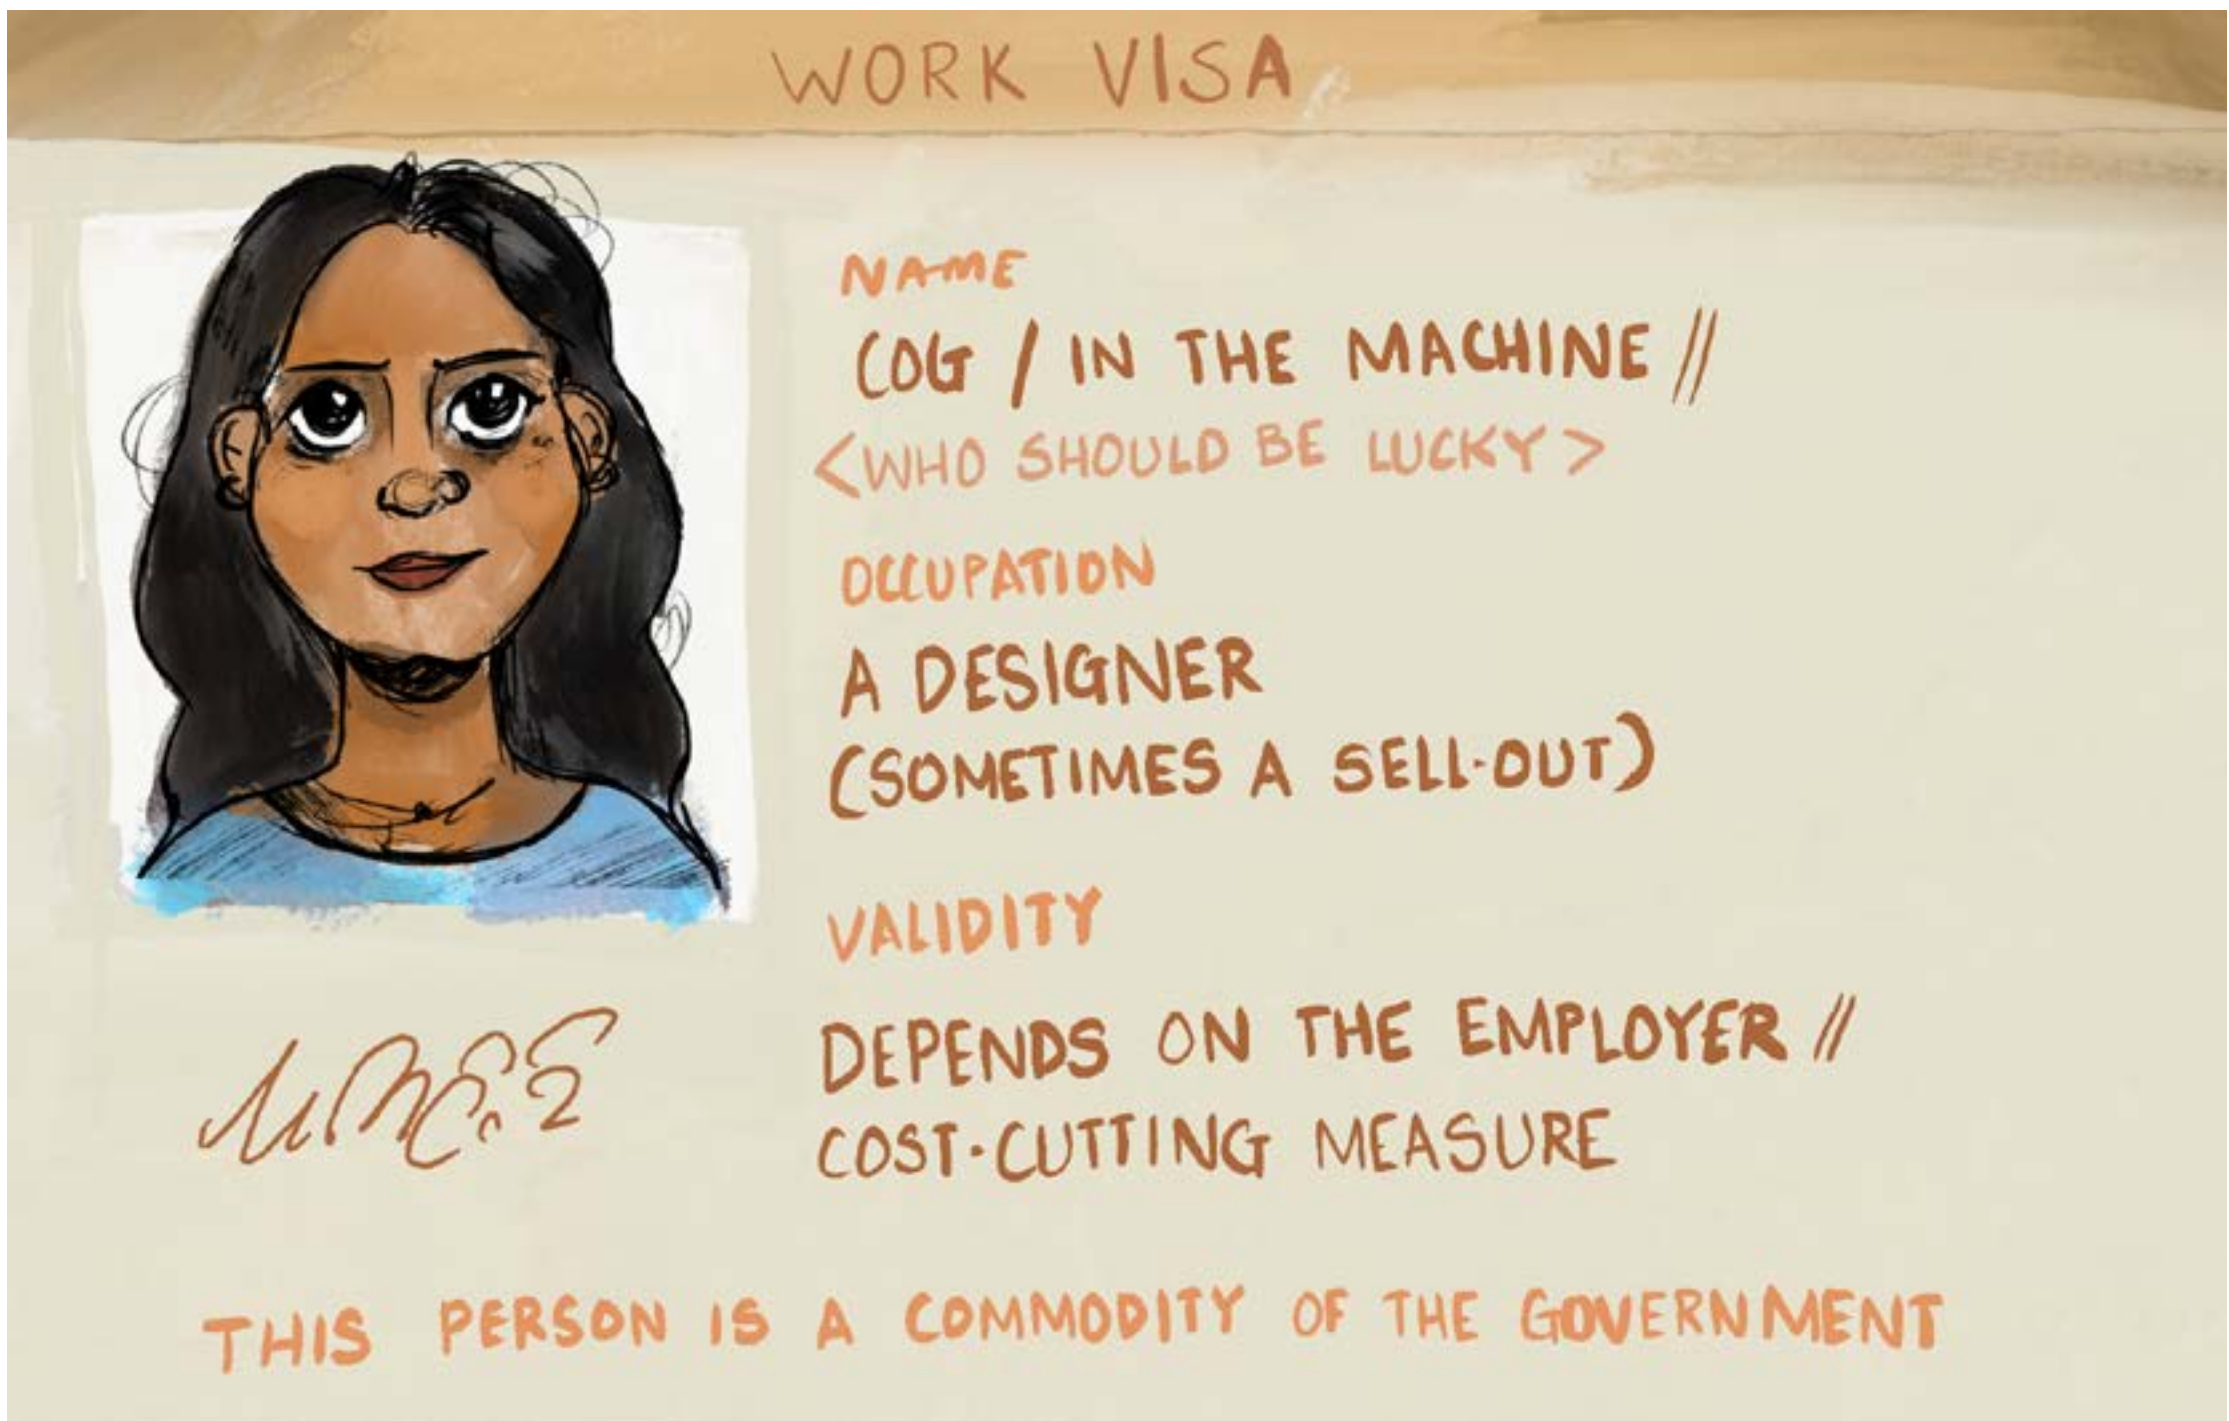 WORK VISA
NAME
COG / IN THE MACHINE //
<WHO SHOULD BE LUCKY>
OCCUPATION
A DESIGNER
(SOMETIMES A SELL-OUT)
VALIDITY
DEPENDS ON THE EMPLOYER //
COST-CUTTING MEASURE
THIS PERSON IS A COMMODITY OF THE GOVERNMENT